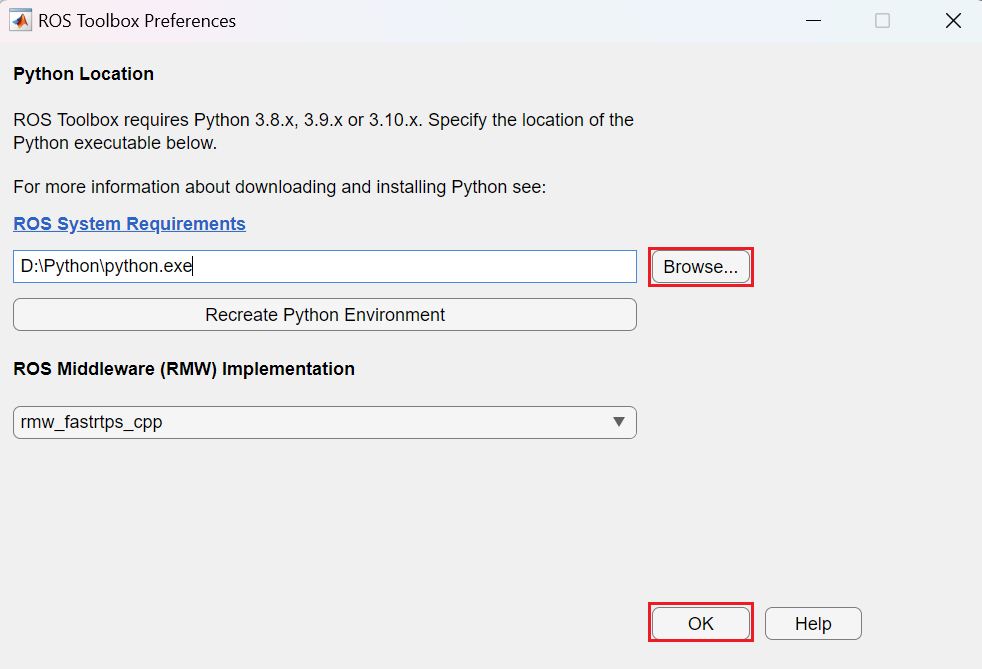 ROS Toolbox Preferences
Python Location
ROS Toolbox requires Python 3.8.x, 3.9.x or 3.10.x. Specify the location of the
Python executable below.
For more information about downloading and installing Python see:
ROS System Requirements
D:\Python\python.exe
Browse...
Recreate Python Environment
ROS Middleware (RMW) Implementation
rmw_fastrtps_cpp
OK
Help